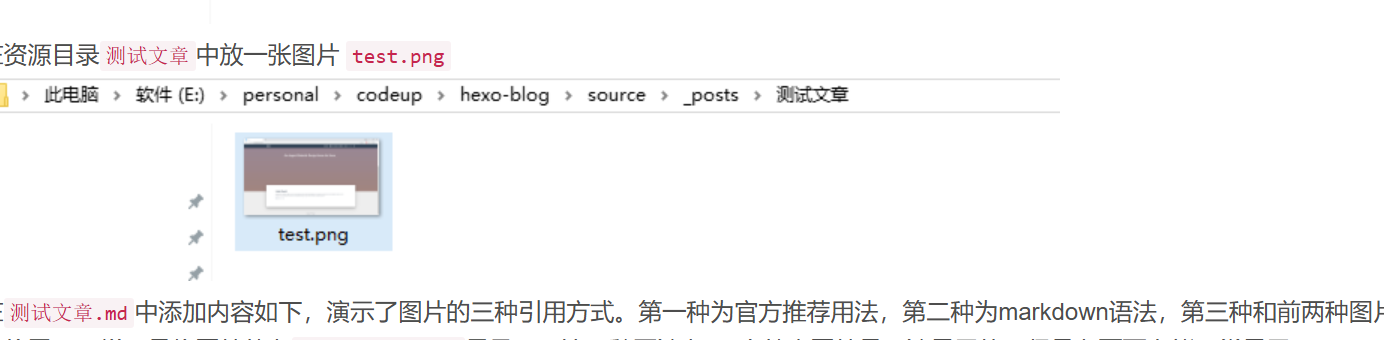 资源目录 测试文章 中放一张图片 test.png
此电脑 > 软件 (E:) > personal > codeup > hexo-blog > source > _posts > 测试文章
test.png
测试文章.md 中添加内容如下，演示了图片的三种引用方式。第一种为官方推荐用法，第二种为markdown语法，第三种和前两种图片